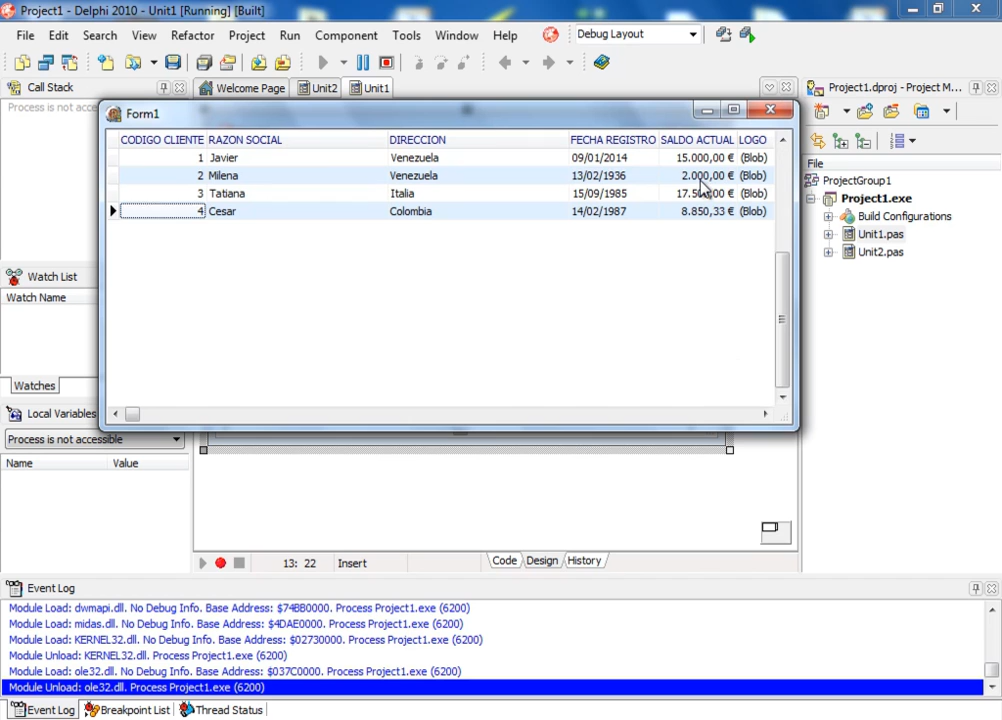 Project1 - Delphi 2010 - Unit1 [Running] [Built]
File Edit Search View Refactor Project Run Component Tools Window Help Debug Layout
Call Stack
Welcome Page Unit2 Unit1
Project1.dproj - Project M...
Process is not acce
Form1
CODIGO CLIENTE RAZON SOCIAL DIRECCION FECHA REGISTRO SALDO ACTUAL LOGO
1 Javier Venezuela 09/01/2014 15.000,00 € (Blob)
2 Milena Venezuela 13/02/1936 2.000,00 € (Blob)
3 Tatiana Italia 15/09/1985 (Blob)
4 Cesar Colombia 14/02/1987 8.850,33 € (Blob)
File
ProjectGroup1
Project1.exe
Build Configurations
Unit1.pas
Unit2.pas
Watch List
Watch Name
Watches
Local Variables
Process is not accessible
Name Value
13: 22 Insert Code Design History
Event Log
Module Load: dwmapi.dll. No Debug Info. Base Address: $74BB0000. Process Project1.exe (6200)
Module Load: midas.dll. No Debug Info. Base Address: $4DAE0000. Process Project1.exe (6200)
Module Load: KERNEL32.dll. No Debug Info. Base Address: $02730000. Process Project1.exe (6200)
Module Unload: KERNEL32.dll. Process Project1.exe (6200)
Module Load: ole32.dll. No Debug Info. Base Address: $037C0000. Process Project1.exe (6200)
Module Unload: ole32.dll. Process Project1.exe (6200)
Event Log Breakpoint List Thread Status